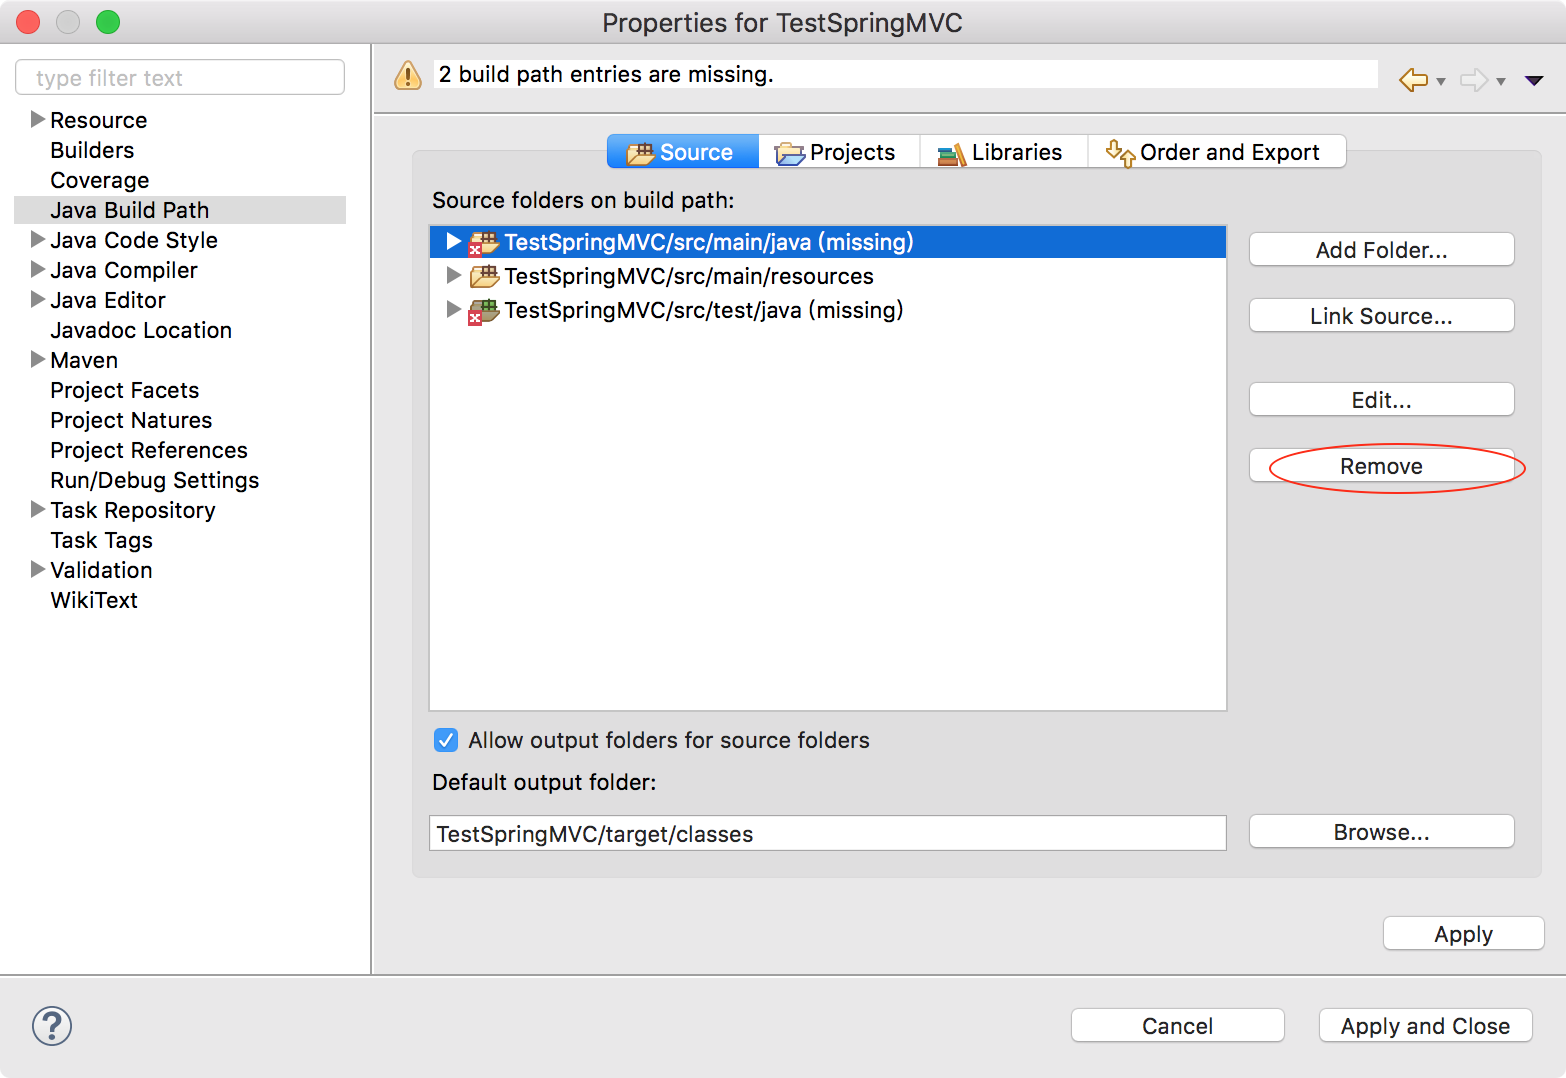 Properties for TestSpringMVC
type filter text
Resource
Builders
Coverage
Java Build Path
Java Code Style
Java Compiler
Java Editor
Javadoc Location
Maven
Project Facets
Project Natures
Project References
Run/Debug Settings
Task Repository
Task Tags
Validation
WikiText
2 build path entries are missing.
Source
Projects
Libraries
Order and Export
Source folders on build path:
TestSpringMVC/src/main/java (missing)
TestSpringMVC/src/main/resources
TestSpringMVC/src/test/java (missing)
Add Folder...
Link Source...
Edit...
Remove
Allow output folders for source folders
Default output folder:
TestSpringMVC/target/classes
Browse...
Apply
?
Cancel
Apply and Close